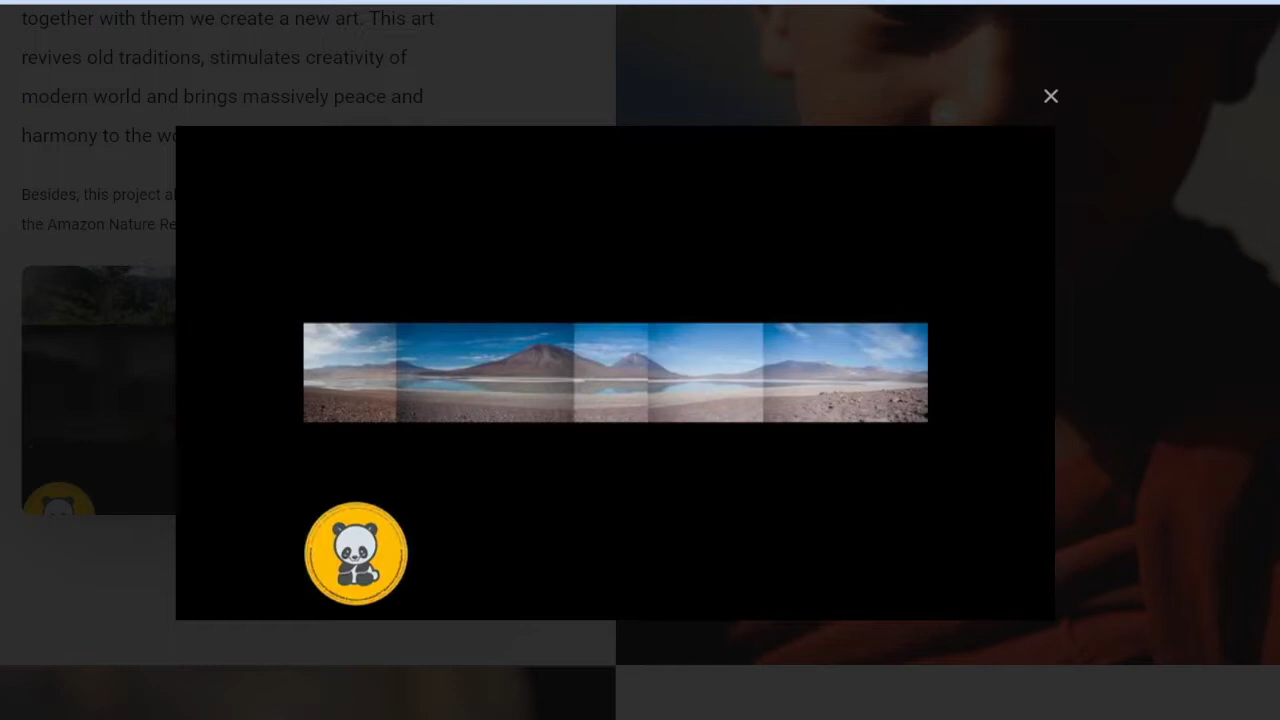 together with them we create a new art. This art
revives old traditions, stimulates creativity of
modern world and brings massively peace and
harmony to the
Besides, this project
the Amazon Nature